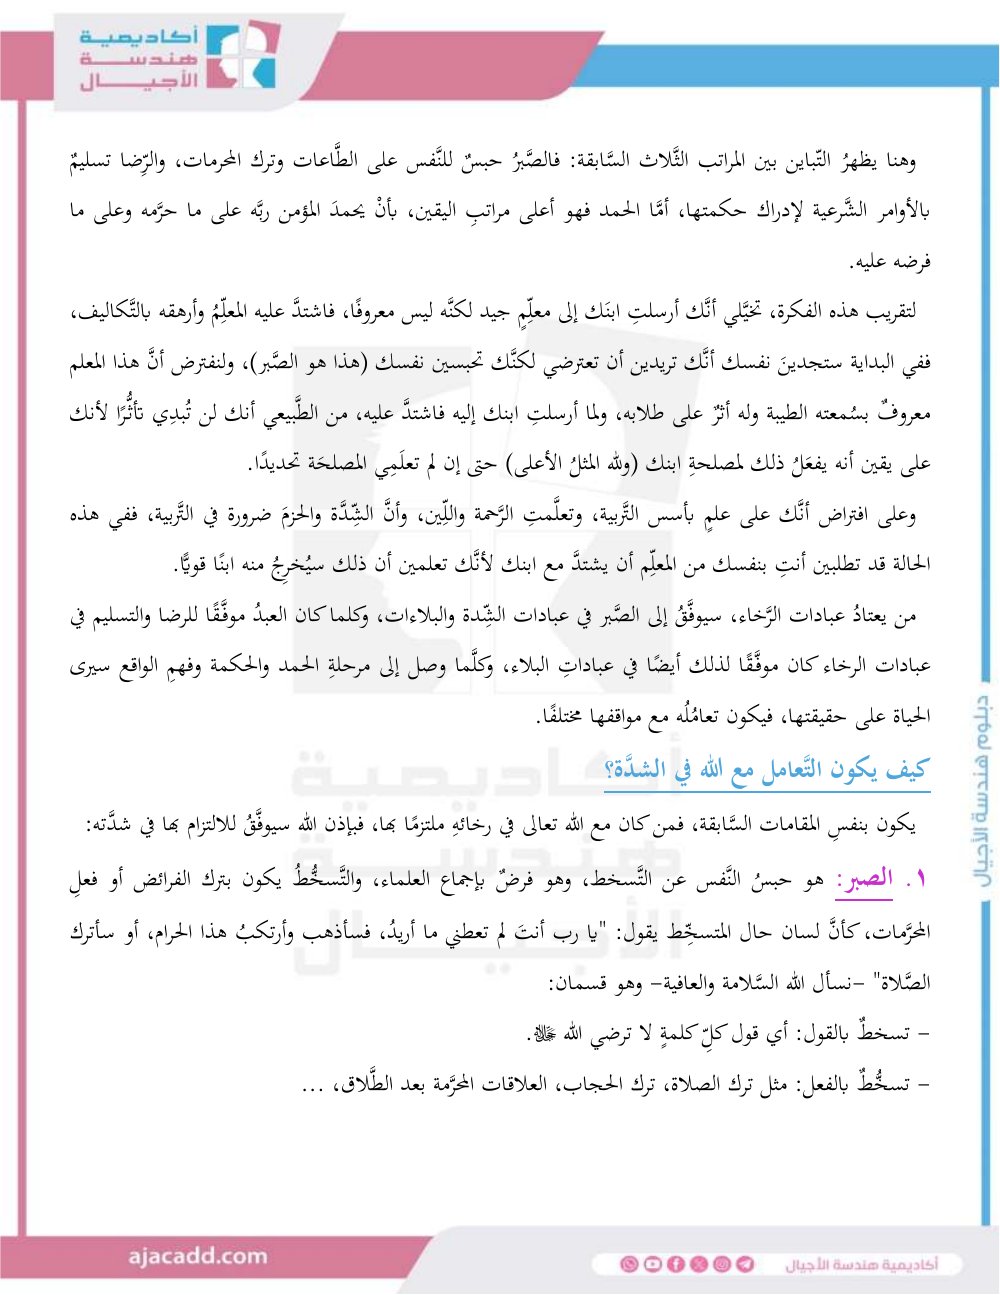 أكاديمية
هندسة
الأجيال
وهنا يظهرُ التّباين بين المراتب الثَّلاث السَّابقة: فالصَّبرُ حبسٌ للنَّفس على الطَّاعات وترك المحرمات، والرِّضا تسليمٌ
بالأوامر الشَّرعية لإدراك حكمتها، أمَّا الحمد فهو أعلى مراتبِ اليقين، بأنْ يحمدَ المؤمن ربَّه على ما حرَّمه وعلى ما
فرضه عليه.
لتقريب هذه الفكرة، تخيَّلي أنَّك أرسلتِ ابنَك إلى معلِّمٍ جيد لكنَّه ليس معروفًا، فاشتدَّ عليه المعلِّمُ وأرهقه بالتَّكاليف،
ففي البداية ستجدينَ نفسك أنَّك تريدين أن تعترضي لكنَّك تحبسين نفسك (هذا هو الصَّبر)، ولنفترض أنَّ هذا المعلم
معروفٌ بسُمعته الطيبة وله أثرٌ على طلابه، ولما أرسلتِ ابنك إليه فاشتدَّ عليه، من الطَّبيعي أنك لن تُبدِي تأثُّرًا لأنك
على يقين أنه يفعَلُ ذلك لمصلحةِ ابنك (ولله المثلُ الأعلى) حتى إن لم تعلَمِي المصلحَة تحديدًا.
وعلى افتراض أنَّك على علمٍ بأسس التَّربية، وتعلَّمتِ الرَّحمة واللِّين، وأنَّ الشِّدَّة والحزمَ ضرورة في التَّربية، ففي هذه
الحالة قد تطلبين أنتِ بنفسك من المعلِّم أن يشتدَّ مع ابنك لأنَّك تعلمين أن ذلك سيُخرِجُ منه ابنًا قويًّا.
من يعتادُ عبادات الرَّخاء، سيوفَّقُ إلى الصَّبر في عبادات الشِّدة والبلاءات، وكلما كان العبدُ موفَّقًا للرضا والتسليم في
عبادات الرخاء كان موفَّقًا لذلك أيضًا في عباداتِ البلاء، وكلَّما وصل إلى مرحلةِ الحمد والحكمة وفهمِ الواقع سيرى
الحياة على حقيقتها، فيكون تعامُلُه مع مواقفها مختلفًا.
كيف يكون التَّعامل مع الله في الشدَّة؟
يكون بنفسِ المقامات السَّابقة، فمن كان مع الله تعالى في رخائهِ ملتزمًا بها، فبإذن الله سيوفَّقُ للالتزام بها في شدَّته:
١. الصبر: هو حبسُ النَّفس عن التَّسخط، وهو فرضٌ بإجماع العلماء، والتَّسخُّطُ يكون بترك الفرائض أو فعلِ
المحرَّمات، كأنَّ لسان حال المتسخِّط يقول: "يا رب أنتَ لم تعطني ما أريدُ، فسأذهب وأرتكبُ هذا الحرام، أو سأترك
الصَّلاة" –نسأل الله السَّلامة والعافية– وهو قسمان:
– تسخطٌ بالقول: أي قول كلِّ كلمةٍ لا ترضي الله ﷻ.
– تسخُّطٌ بالفعل: مثل ترك الصلاة، ترك الحجاب، العلاقات المحرَّمة بعد الطَّلاق، ...
دبلوم هندسة الأجيال
أكاديمية
هندسة
الأجيال
ajacadd.com
أكاديمية هندسة الأجيال